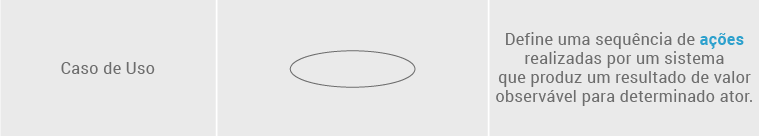 Caso de Uso
Define uma sequência de ações
realizadas por um sistema
que produz um resultado de valor
observável para determinado ator.